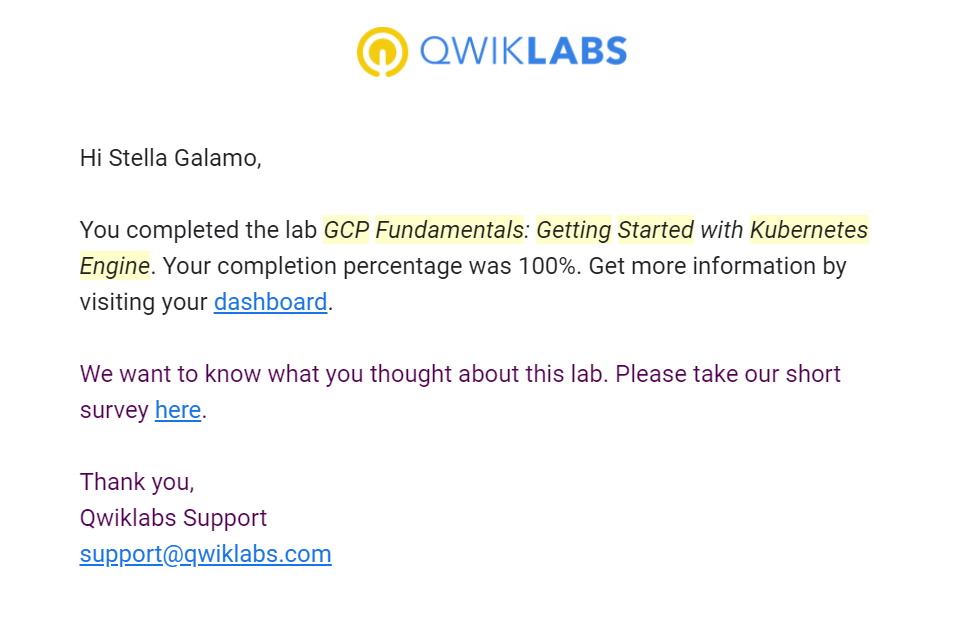 QWIKLABS
Hi Stella Galamo,
You completed the lab GCP Fundamentals: Getting Started with Kubernetes
Engine. Your completion percentage was 100%. Get more information by
visiting your dashboard.
We want to know what you thought about this lab. Please take our short
survey here.
Thank you,
Qwiklabs Support
support@qwiklabs.com